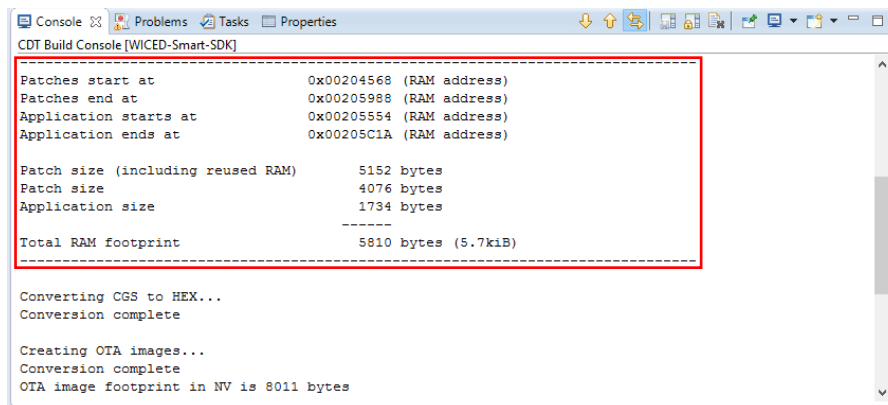 Console Problems Tasks Properties
CDT Build Console [WICED-Smart-SDK]
--------------------------------------------------------------------------------
Patches start at 0x00204568 (RAM address)
Patches end at 0x00205988 (RAM address)
Application starts at 0x00205554 (RAM address)
Application ends at 0x00205C1A (RAM address)
Patch size (including reused RAM) 5152 bytes
Patch size 4076 bytes
Application size 1734 bytes
------
Total RAM footprint 5810 bytes (5.7kiB)
--------------------------------------------------------------------------------
Converting CGS to HEX...
Conversion complete
Creating OTA images...
Conversion complete
OTA image footprint in NV is 8011 bytes